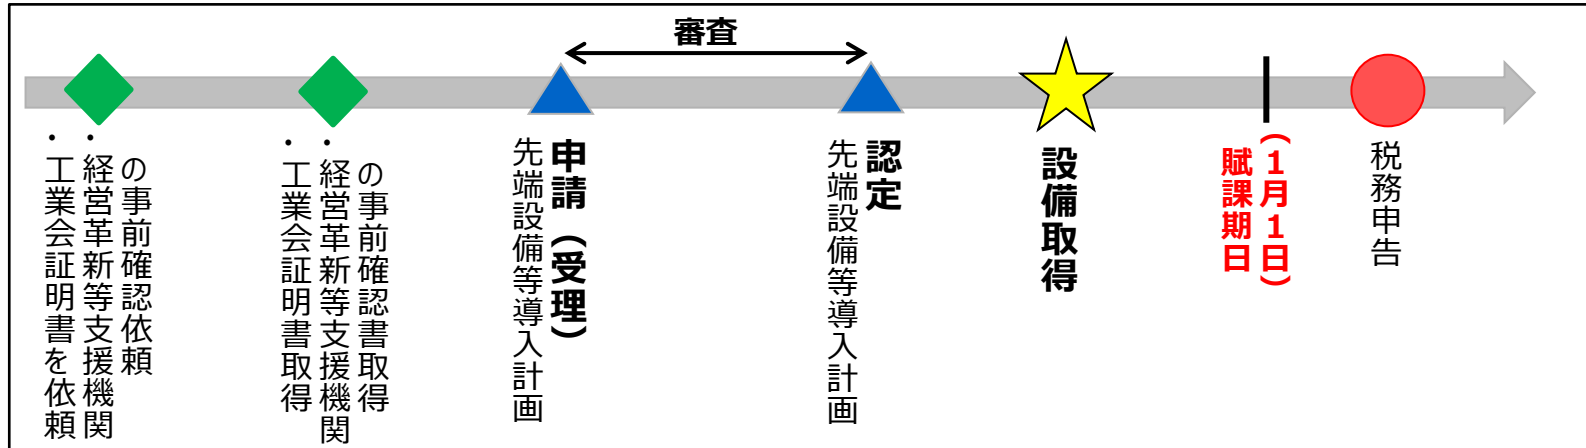 審査
・工業会証明書を依頼
・経営革新等支援機関
の事前確認依頼
・工業会証明書取得
・経営革新等支援機関
の事前確認書取得
先端設備等導入計画
申請（受理）
先端設備等導入計画
認定
設備取得
賦課期日
（１月１日）
税務申告